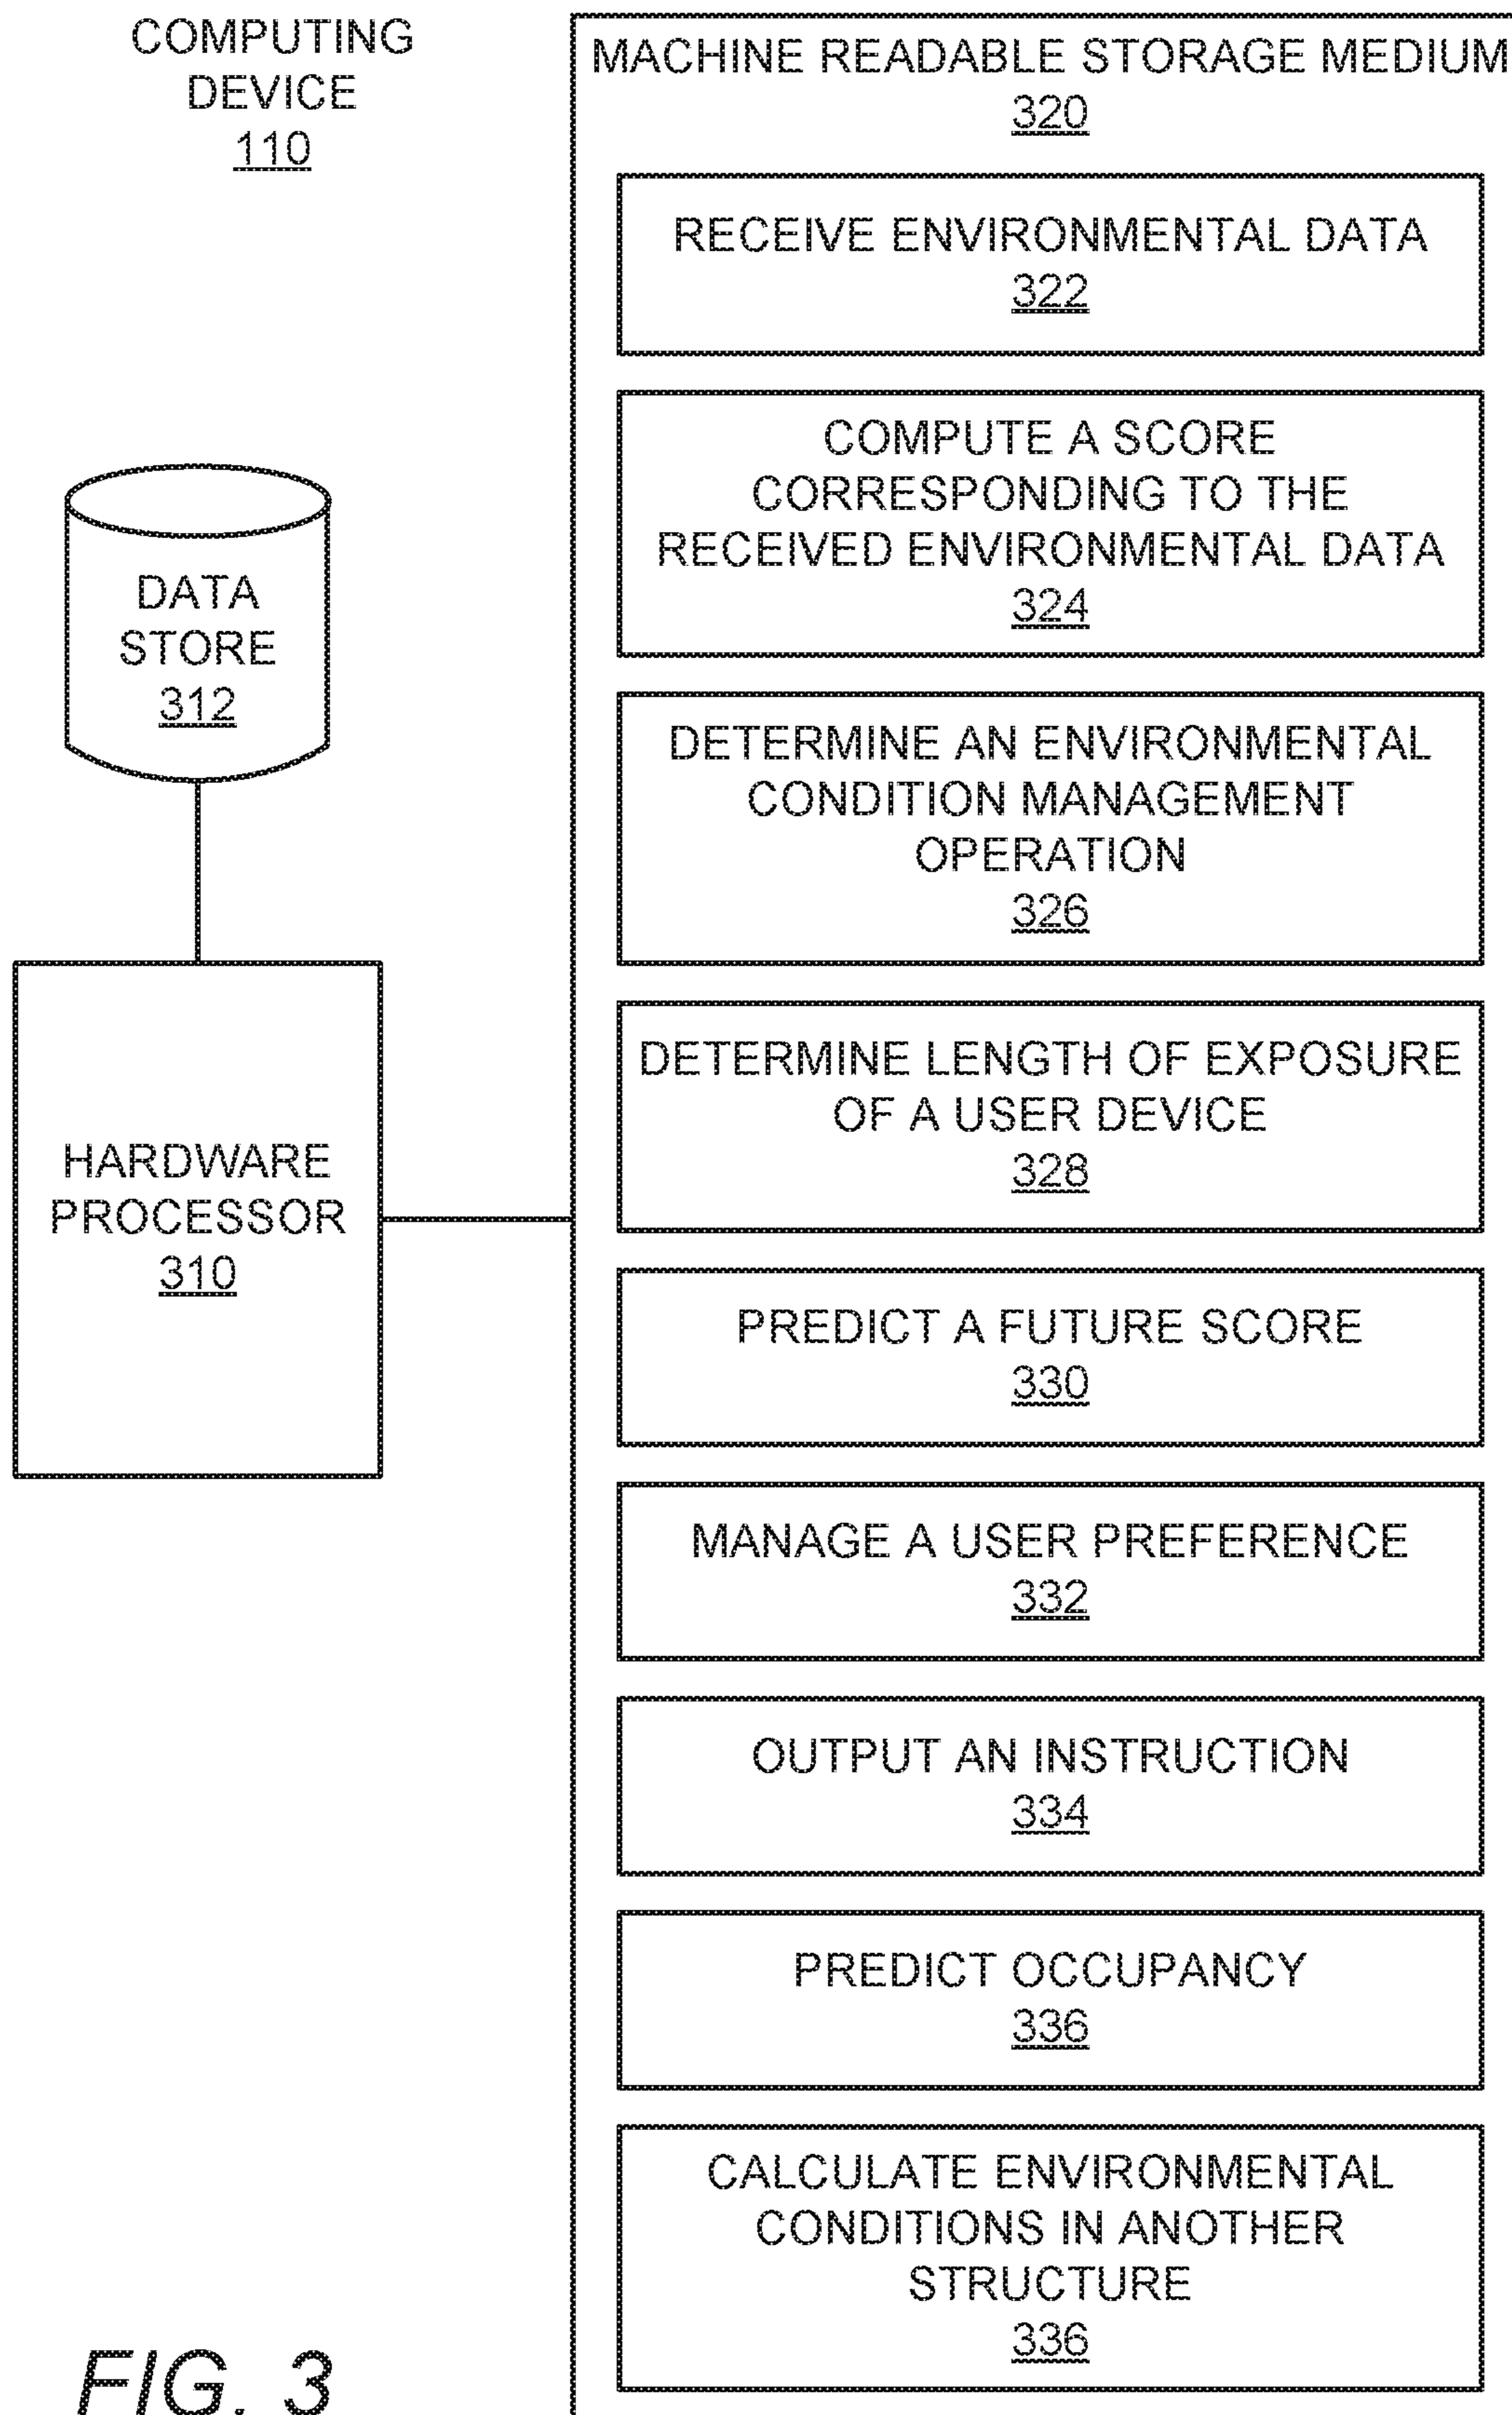 COMPUTING
DEVICE
110
MACHINE READABLE STORAGE MEDIUM
320
RECEIVE ENVIRONMENTAL DATA
322
COMPUTE A SCORE
CORRESPONDING TO THE
RECEIVED ENVIRONMENTAL DATA
324
DATA
STORE
312
DETERMINE AN ENVIRONMENTAL
CONDITION MANAGEMENT
OPERATION
326
DETERMINE LENGTH OF EXPOSURE
OF A USER DEVICE
328
HARDWARE
PROCESSOR
310
PREDICT A FUTURE SCORE
330
MANAGE A USER PREFERENCE
332
OUTPUT AN INSTRUCTION
334
PREDICT OCCUPANCY
336
CALCULATE ENVIRONMENTAL
CONDITIONS IN ANOTHER
STRUCTURE
336
FIG. 3